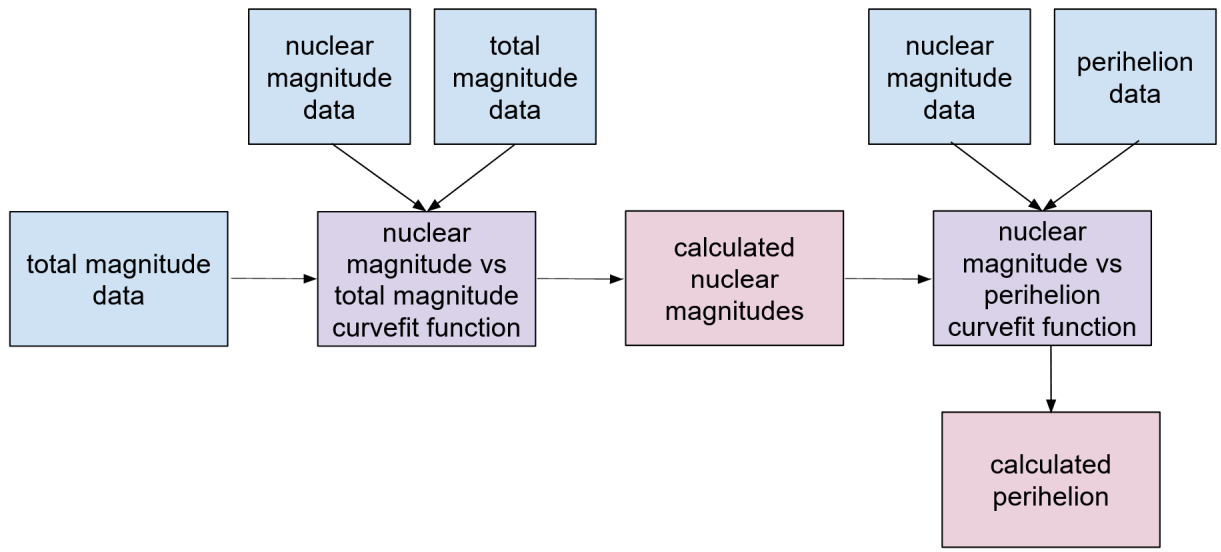 nuclear
magnitude
data
total
magnitude
data
nuclear
magnitude
data
perihelion
data
total magnitude
data
nuclear
magnitude vs
total magnitude
curvefit function
calculated
nuclear
magnitudes
nuclear
magnitude vs
perihelion
curvefit function
calculated
perihelion